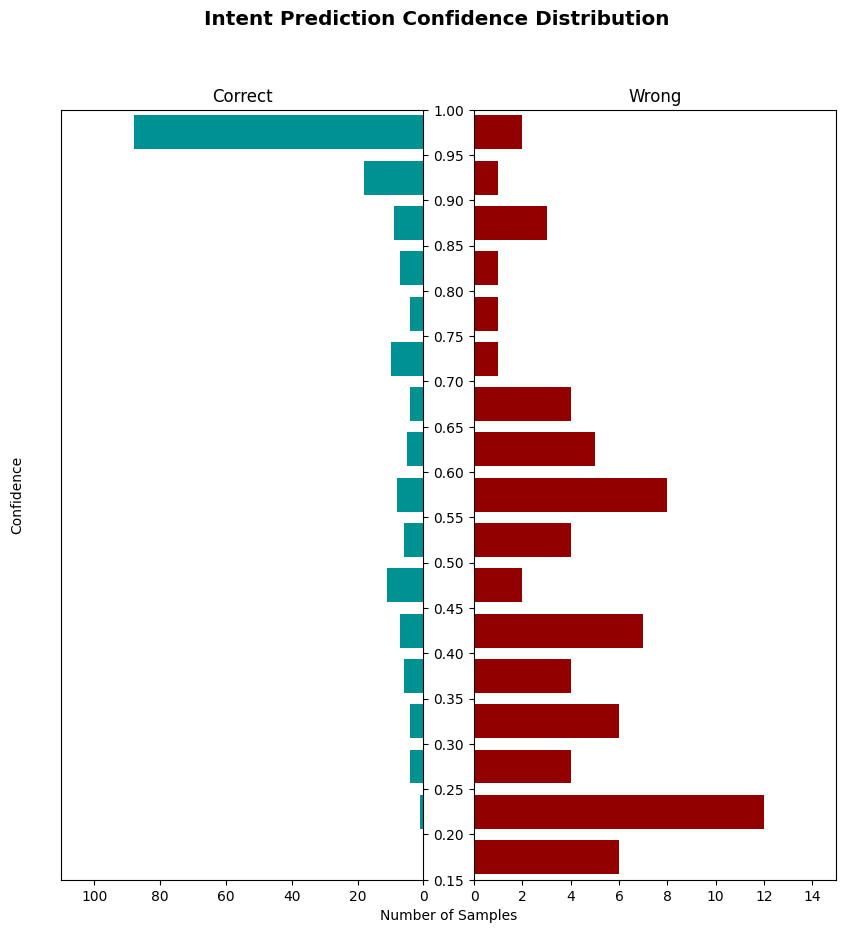 Intent Prediction Confidence Distribution
Correct
Wrong
1.00
0.95
0.90
0.85
0.80
0.75
0.70
0.65
0.60
0.55
0.50
0.45
0.40
0.35
0.30
0.25
0.20
0.15
Confidence
100 80 60 40 20 0
0 2 4 6 8 10 12 14
Number of Samples